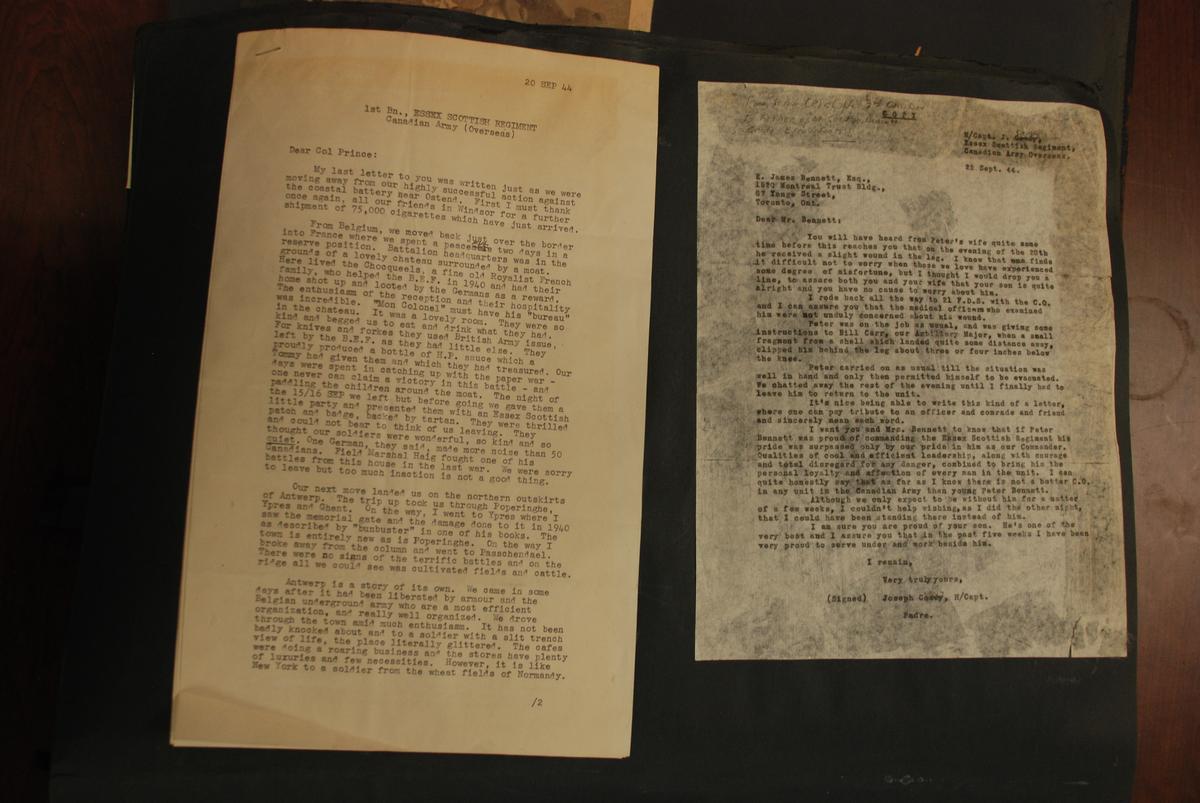 20 SEP 44
1st Bn., ESSEX SCOTTISH REGIMENT
Canadian Army (Overseas)
Dear Col Prince:
My last letter to you was written just as we were
moving away from our highly successful action against
the coastal battery near Ostend. First I must thank
once again, all our friends in Windsor for a further
shipment of 75,000 cigarettes which have just arrived.
From Belgium, we moved back just over the border
into France where we spent a two days in a
reserve position. Battalion headquarters was in the
grounds of a lovely chateau surrounded by a moat.
Here lived the Chocqueels, a fine old Royalist French
family, who helped the B.E.F. in 1940 and had their
home shot up and looted by the Germans as a reward.
The enthusiasm of the reception and their hospitality
was incredible. "Mon Colonel" must have his "bureau"
in the chateau. It was a lovely room. They were so
kind and begged us to eat and drink what they had.
For knives and forkes they used British Army issue,
left by the B.E.F. as they had little else. They
proudly produced a bottle of H.P. sauce which a
Tommy had given them and which they had treasured. Our
days were spent in catching up with the paper war -
one never can claim a victory in this battle - and
paddling the children around the moat. The night of
the 15/16 SEP we left but before going we gave them a
little party and presented them with an Essex Scottish
patch and badge, backed by tartan. They were thrilled
and could not bear to think of us leaving. They
thought our soldiers were wonderful, so kind and so
quiet. One German, they said, made more noise than 50
Canadians. Field Marshal Haig fought one of his
battles from this house in the last war. We were sorry
to leave but too much inaction is not a good thing.
Our next move landed us on the northern outskirts
of Antwerp. The trip up took us through Poperinghe,
Ypres and Ghent. On the way, I went to Ypres where I
saw the memorial gate and the damage done to it in 1940
as described by "bunbuster" in one of his books. The
town is entirely new as is Poperinghe. On the way I
broke away from the column and went to Passchendael.
There were no signs of the terrific battles and on the
ridge all we could see was cultivated fields and cattle.
Antwerp is a story of its own. We came in some
days after it had been liberated by armour and the
Belgian underground army who are a most efficient
organization, and really well organized. We drove
through the town amid much enthusiasm. It has not been
badly knocked about and to a soldier with a slit trench
view of life, the place literally glittered. The cafes
were doing a roaring business and the stores have plenty
of luxuries and few necessities. However, it is like
New York to a soldier from the wheat fields of Normandy.
/2
COPY
H/Capt. J.
Essex Scottish Regiment,
Canadian Army Overseas.
22 Sept. 44.
E. James Bennett, Esq.,
Montreal Trust Bldg.,
67 Yonge Street,
Toronto, Ont.
Dear Mr. Bennett:
You will have heard from Peter's wife quite some
time before this reaches you that on the evening of the 20th
he received a slight wound in the leg. I know that one finds
it difficult not to worry when those we love have experienced
some degree of misfortune, but I thought I would drop you a
line, to assure both you and your wife that your son is quite
alright and you have no cause to worry about him.
I rode back all the way to 21 F.D.S. with the C.O.
and I can assure you that the medical officers who examined
him were not unduly concerned about his wound.
Peter was on the job as usual, and was giving some
instructions to Bill Carr, our Artillery Major, when a small
fragment from a shell which landed quite some distance away,
clipped him behind the leg about three or four inches below
the knee.
Peter carried on as usual till the situation was
well in hand and only then permitted himself to be evacuated.
We chatted away the rest of the evening until I finally had to
leave him to return to the unit.
It's nice being able to write this kind of a letter,
where one can pay tribute to an officer and comrade and friend
and sincerely mean each word.
I want you and Mrs. Bennett to know that if Peter
Bennett was proud of commanding the Essex Scottish Regiment his
pride was surpassed only by our pride in him as our Commander.
Qualities of cool and efficient leadership, along with courage
and total disregard for any danger, combined to bring him the
personal loyalty and affection of every man in the unit. I can
quite honestly say that as far as I know there is not a better C.O.
in any unit in the Canadian Army than young Peter Bennett.
Although we only expect to be without him for a matter
of a few weeks, I couldn't help wishing, as I did the other night,
that I could have been standing there instead of him.
I am sure you are proud of your son. He's one of the
very best and I assure you that in the past five weeks I have been
very proud to serve under and work beside him.
I remain,
Very truly yours,
(Signed) Joseph H/Capt.
Padre.